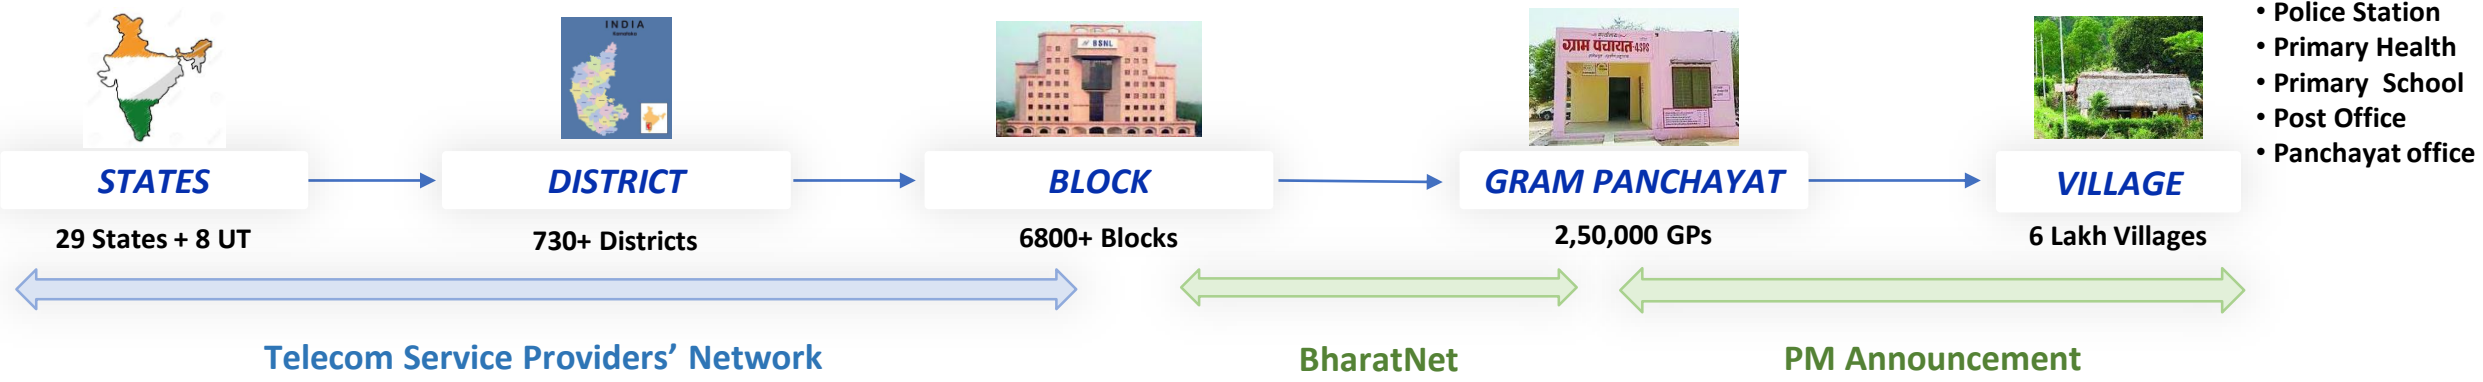 INDIA
Karnataka
BSNL
ग्राम पंचायत
• Police Station
• Primary Health
• Primary School
• Post Office
• Panchayat office
STATES
DISTRICT
BLOCK
GRAM PANCHAYAT
VILLAGE
29 States + 8 UT
730+ Districts
6800+ Blocks
2,50,000 GPs
6 Lakh Villages
Telecom Service Providers’ Network
BharatNet
PM Announcement